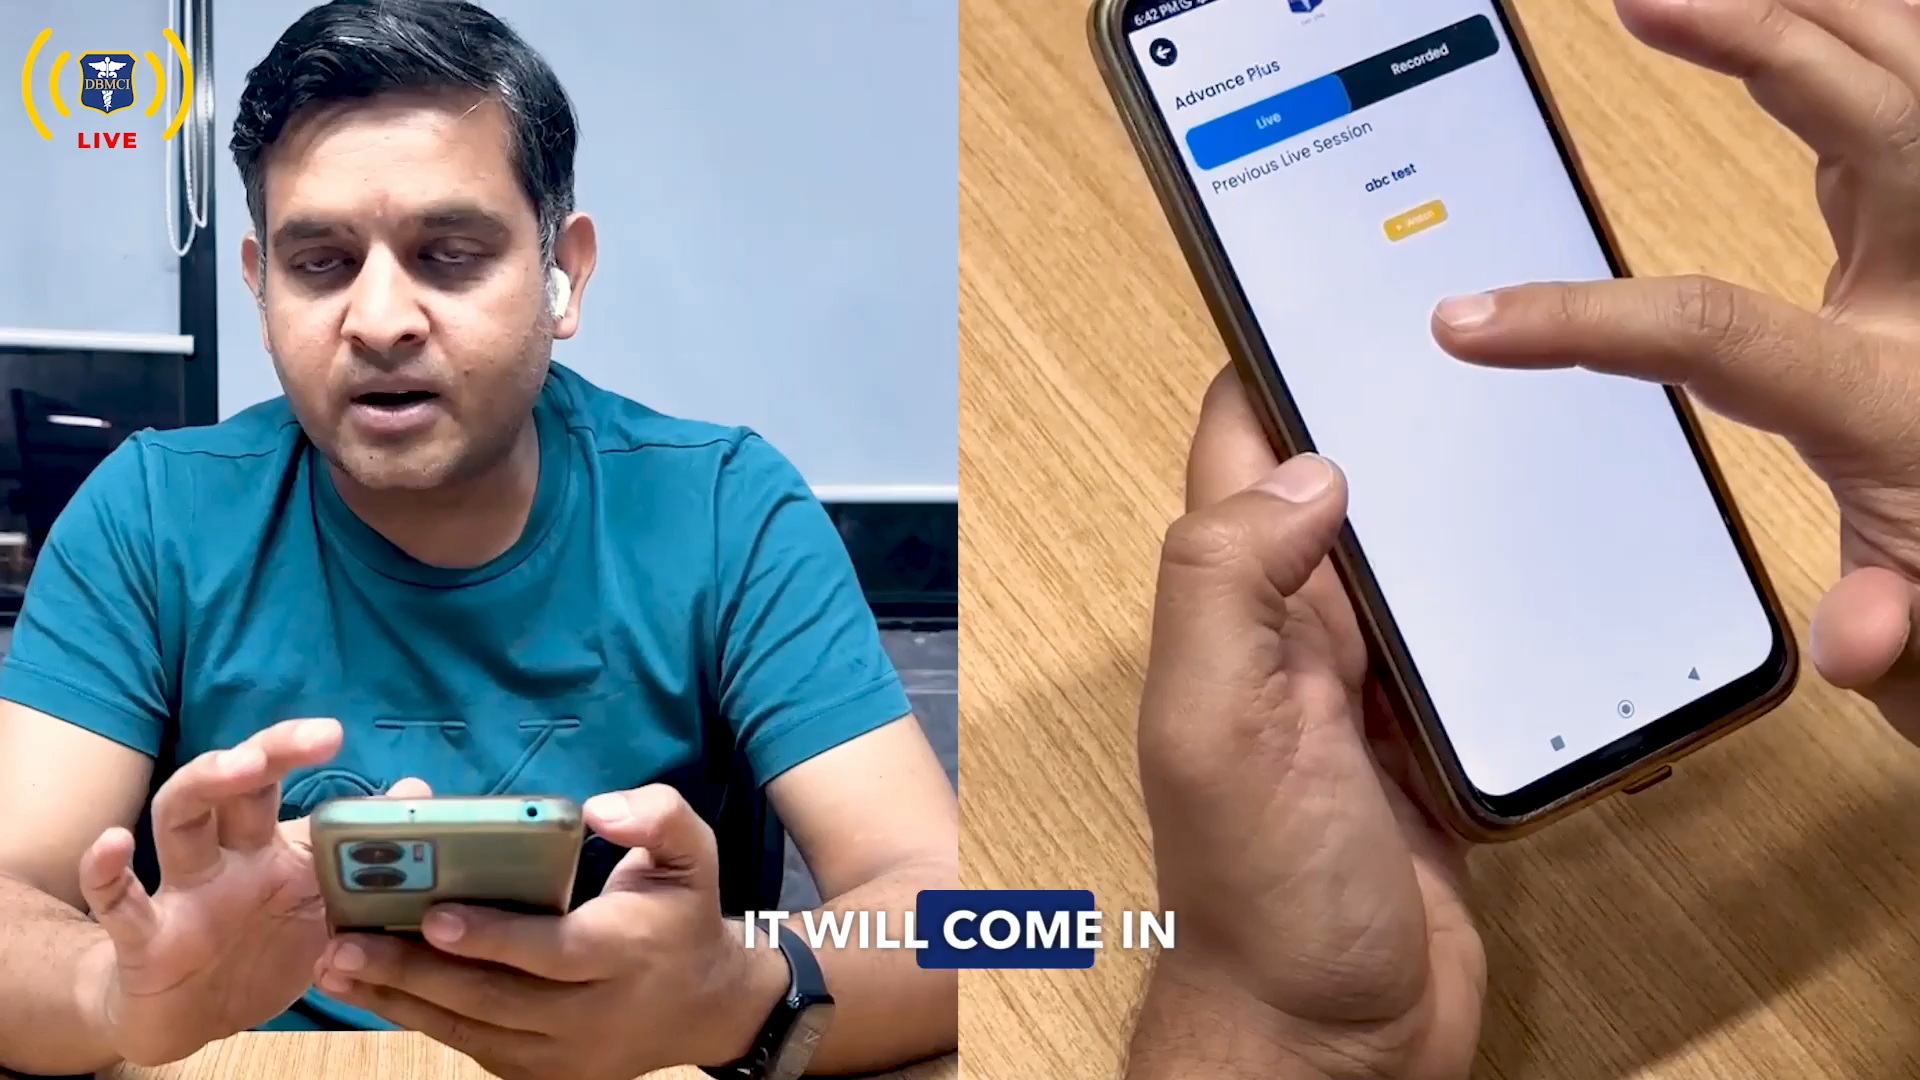 DBMCI
LIVE
6:42 PM
Advance Plus
Live
Recorded
Previous Live Session
abc test
IT WILL COME IN